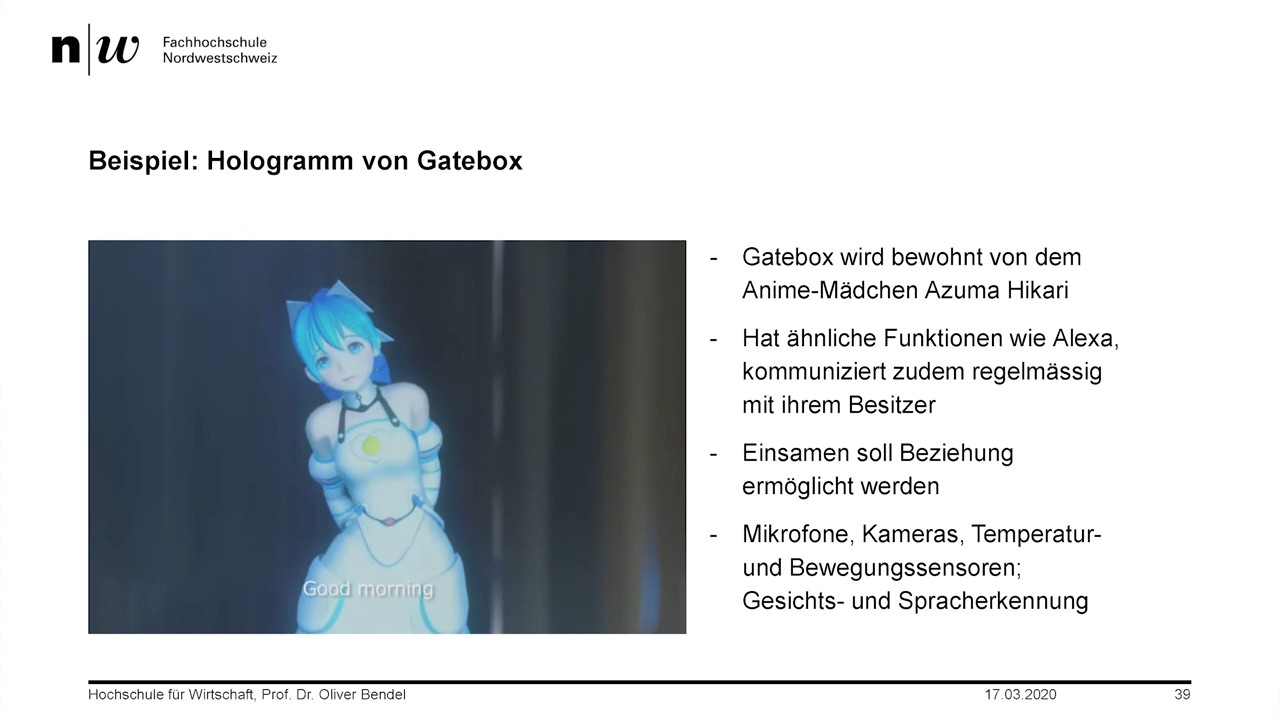 n|w Fachhochschule
Nordwestschweiz
Beispiel: Hologramm von Gatebox
Good morning
- Gatebox wird bewohnt von dem
Anime-Mädchen Azuma Hikari
- Hat ähnliche Funktionen wie Alexa,
kommuniziert zudem regelmässig
mit ihrem Besitzer
- Einsamen soll Beziehung
ermöglicht werden
- Mikrofone, Kameras, Temperatur-
und Bewegungssensoren;
Gesichts- und Spracherkennung
Hochschule für Wirtschaft, Prof. Dr. Oliver Bendel 17.03.2020 39